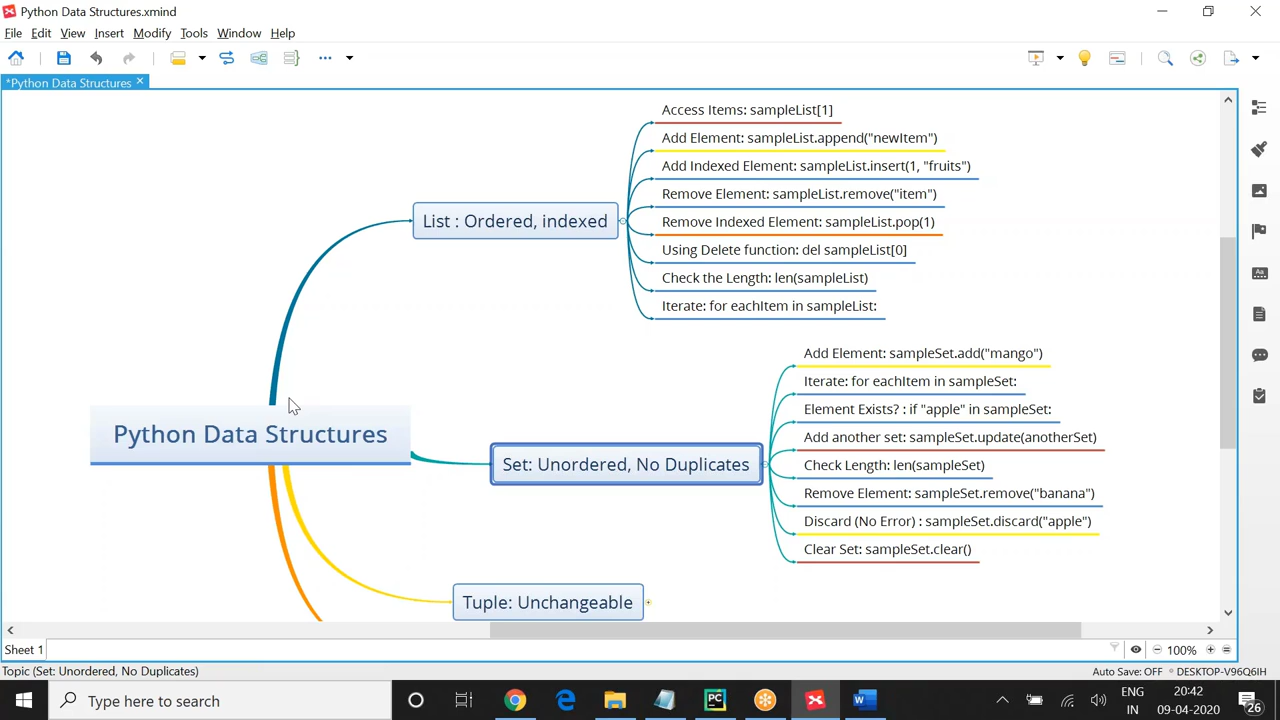 Python Data Structures.xmind
File Edit View Insert Modify Tools Window Help
*Python Data Structures
Access Items: sampleList[1]
Add Element: sampleList.append("newItem")
Add Indexed Element: sampleList.insert(1, "fruits")
Remove Element: sampleList.remove("item")
List : Ordered, indexed
Remove Indexed Element: sampleList.pop(1)
Using Delete function: del sampleList[0]
Check the Length: len(sampleList)
Iterate: for eachItem in sampleList:
Python Data Structures
Add Element: sampleSet.add("mango")
Iterate: for eachItem in sampleSet:
Element Exists? : if "apple" in sampleSet:
Add another set: sampleSet.update(anotherSet)
Set: Unordered, No Duplicates
Check Length: len(sampleSet)
Remove Element: sampleSet.remove("banana")
Discard (No Error) : sampleSet.discard("apple")
Clear Set: sampleSet.clear()
Tuple: Unchangeable
Sheet 1
100%
Topic (Set: Unordered, No Duplicates)
Auto Save: OFF
DESKTOP-V96Q6IH
Type here to search
ENG
IN
20:42
09-04-2020
26